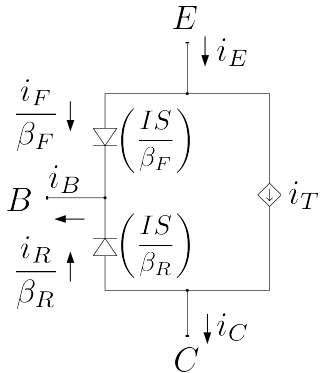 E
i_E
i_F/β_F
(IS/β_F)
i_B
B
i_T
i_R/β_R
(IS/β_R)
i_C
C